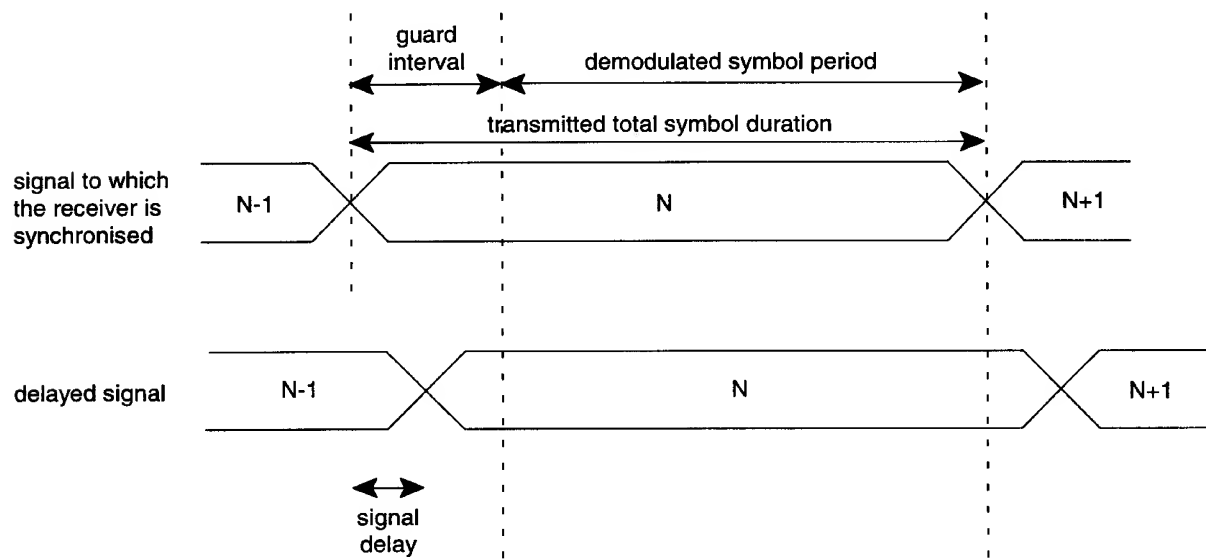 guard
interval
demodulated symbol period
transmitted total symbol duration
signal to which
the receiver is
synchronised
N-1
N
N+1
delayed signal
N-1
N
N+1
signal
delay